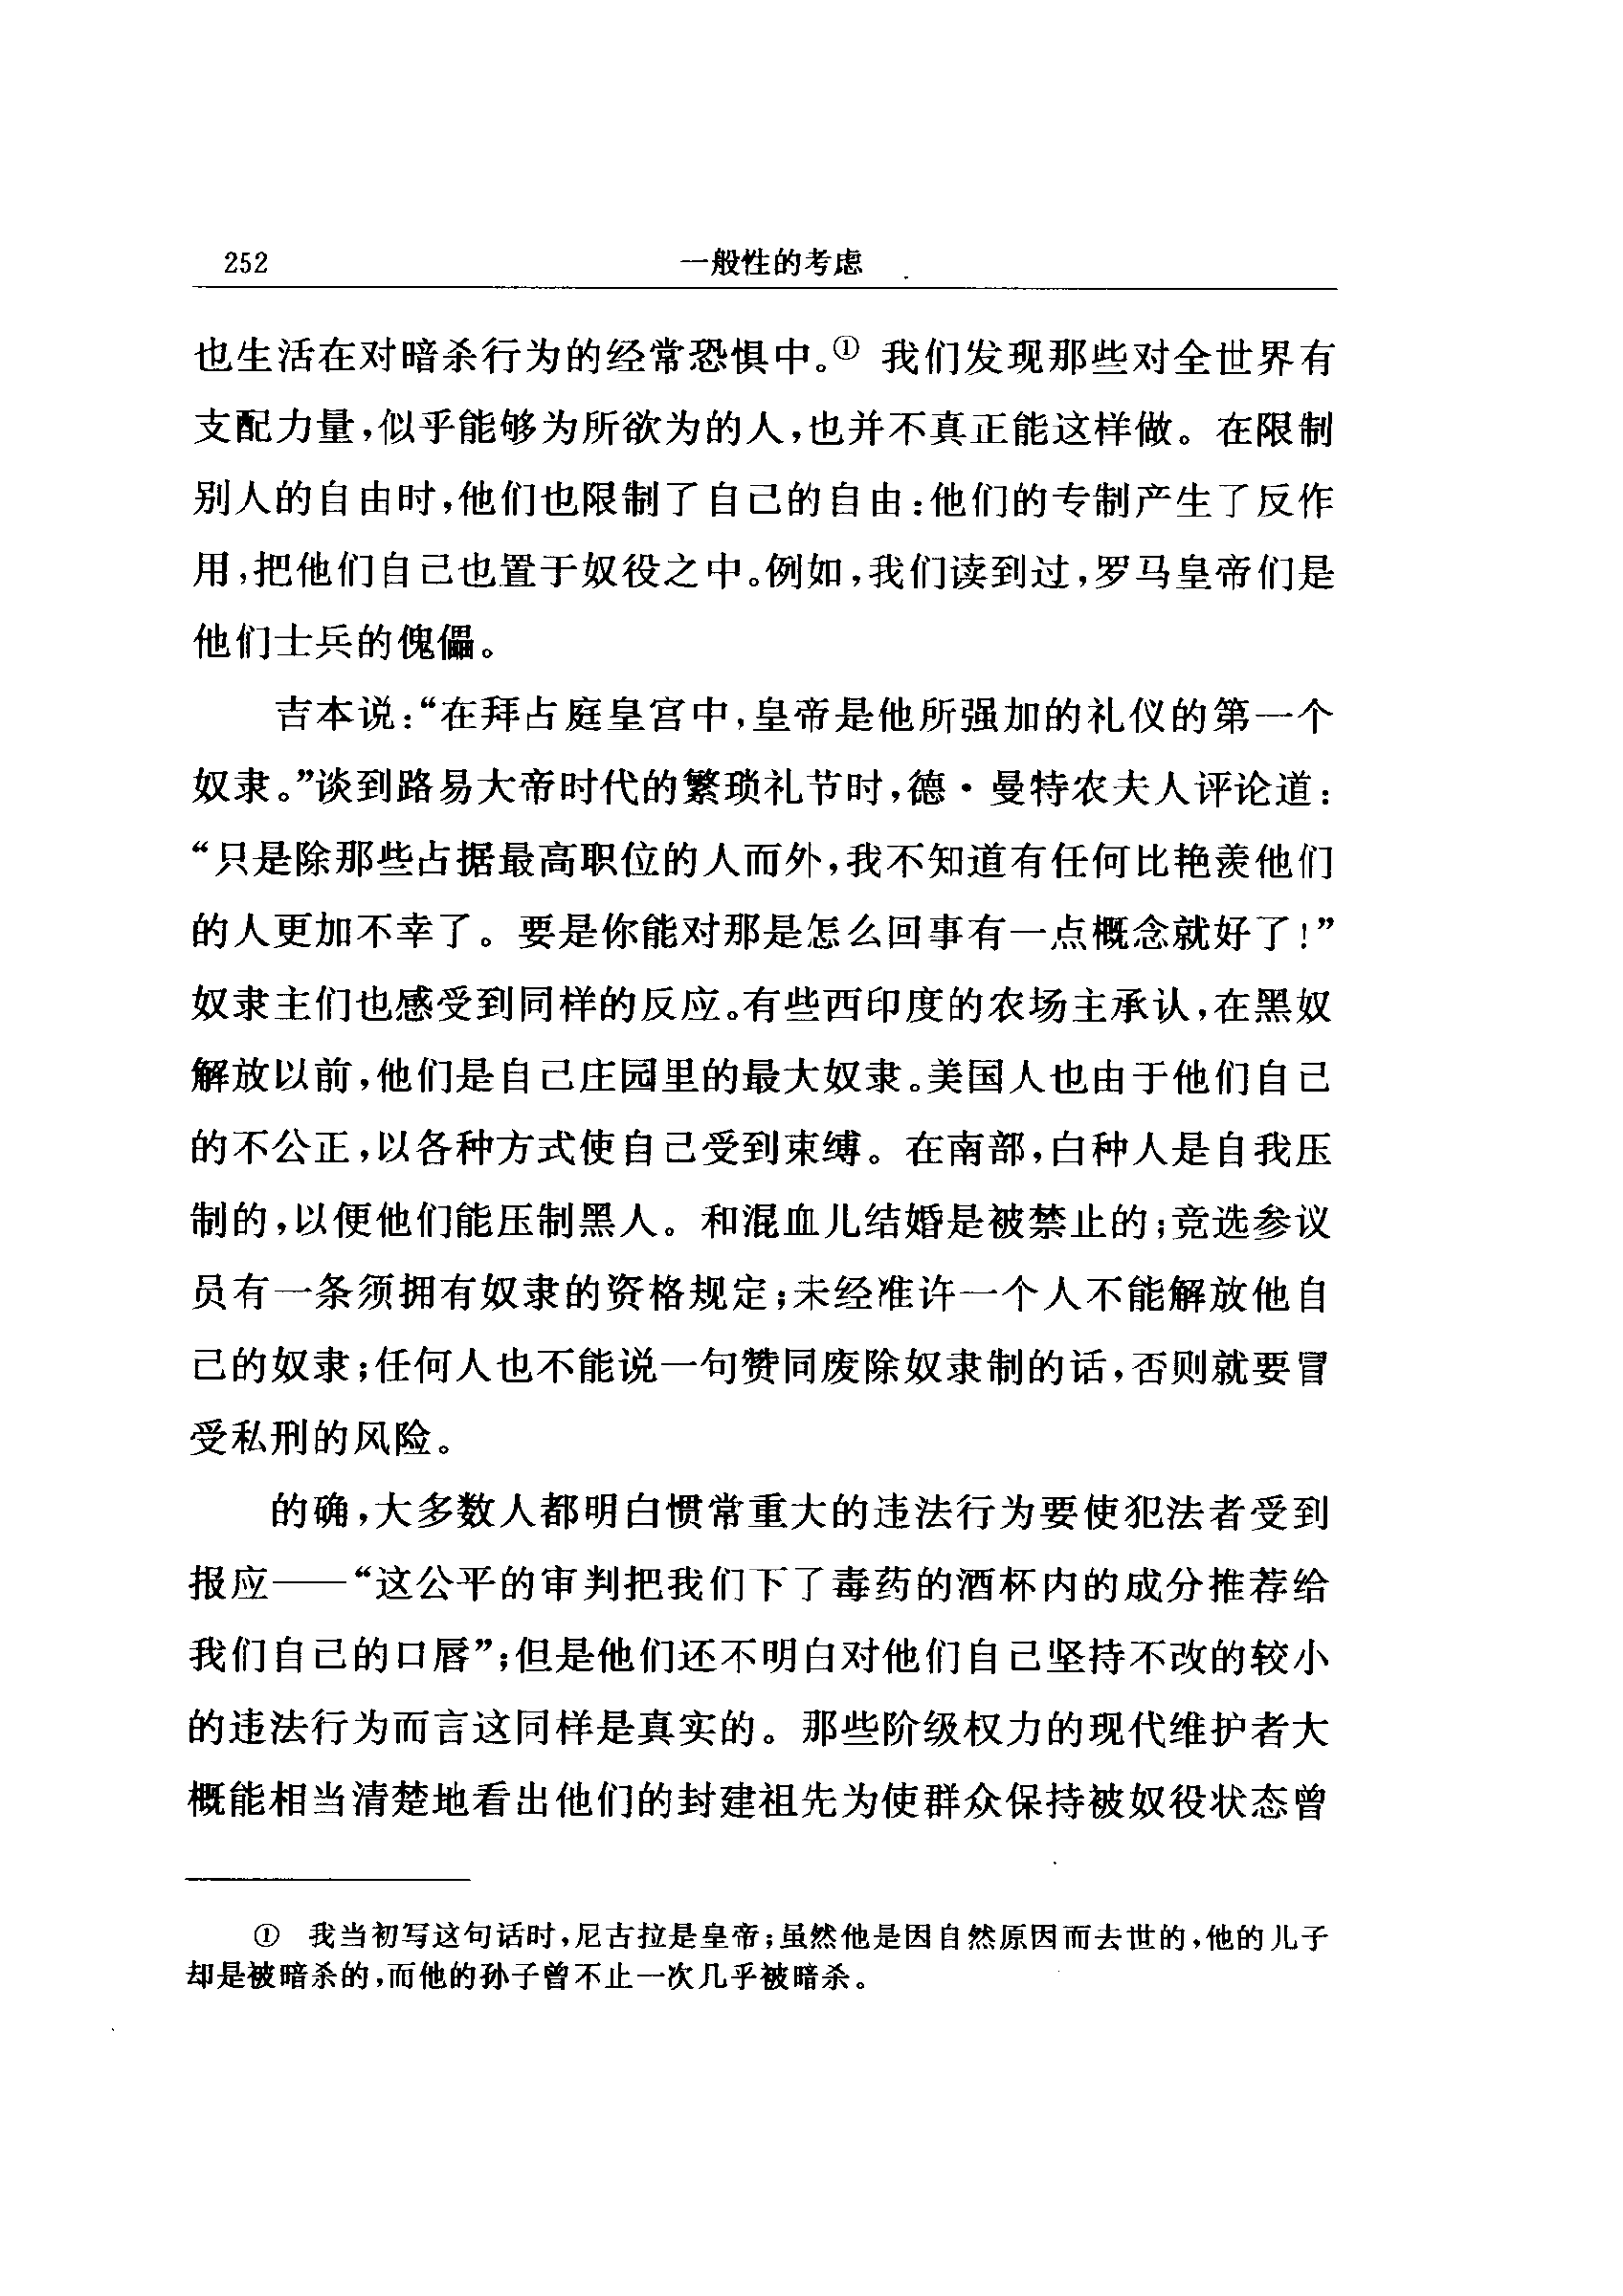 252 一般性的考虑
也生活在对暗杀行为的经常恐惧中。① 我们发现那些对全世界有
支配力量,似乎能够为所欲为的人,也并不真正能这样做。在限制
别人的自由时,他们也限制了自己的自由:他们的专制产生了反作
用,把他们自己也置于奴役之中。例如,我们读到过,罗马皇帝们是
他们士兵的傀儡。
吉本说:“在拜占庭皇宫中,皇帝是他所强加的礼仪的第一个
奴隶。”谈到路易大帝时代的繁琐礼节时,德·曼特农夫人评论道:
“只是除那些占据最高职位的人而外,我不知道有任何比艳羡他们
的人更加不幸了。要是你能对那是怎么回事有一点概念就好了!”
奴隶主们也感受到同样的反应。有些西印度的农场主承认,在黑奴
解放以前,他们是自己庄园里的最大奴隶。美国人也由于他们自己
的不公正,以各种方式使自己受到束缚。在南部,白种人是自我压
制的,以便他们能压制黑人。和混血儿结婚是被禁止的;竞选参议
员有一条须拥有奴隶的资格规定;未经准许一个人不能解放他自
己的奴隶;任何人也不能说一句赞同废除奴隶制的话,否则就要冒
受私刑的风险。
的确,大多数人都明白惯常重大的违法行为要使犯法者受到
报应——“这公平的审判把我们下了毒药的酒杯内的成分推荐给
我们自己的口唇”;但是他们还不明白对他们自己坚持不改的较小
的违法行为而言这同样是真实的。那些阶级权力的现代维护者大
概能相当清楚地看出他们的封建祖先为使群众保持被奴役状态曾
① 我当初写这句话时,尼古拉是皇帝;虽然他是因自然原因而去世的,他的儿子
却是被暗杀的,而他的孙子曾不止一次几乎被暗杀。